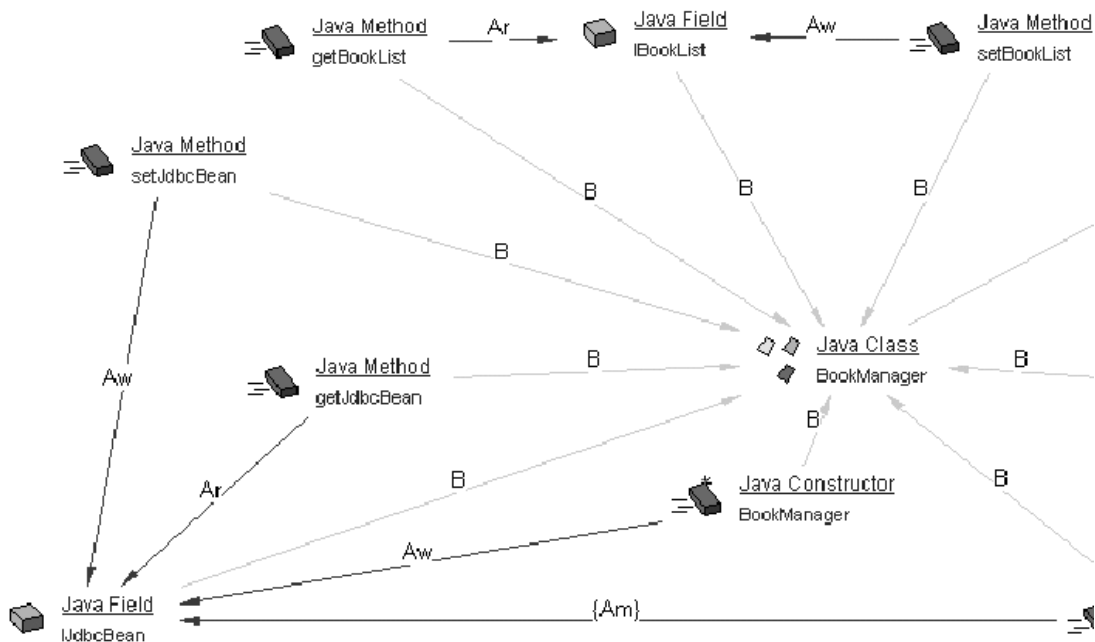 Java Method
getBookList
Ar
Java Field
lBookList
Aw
Java Method
setBookList
Java Method
setJdbcBean
B
B
B
B
Java Class
BookManager
Aw
Java Method
getJdbcBean
B
B
B
Ar
B
Java Constructor
BookManager
B
Aw
Java Field
lJdbcBean
{Am}